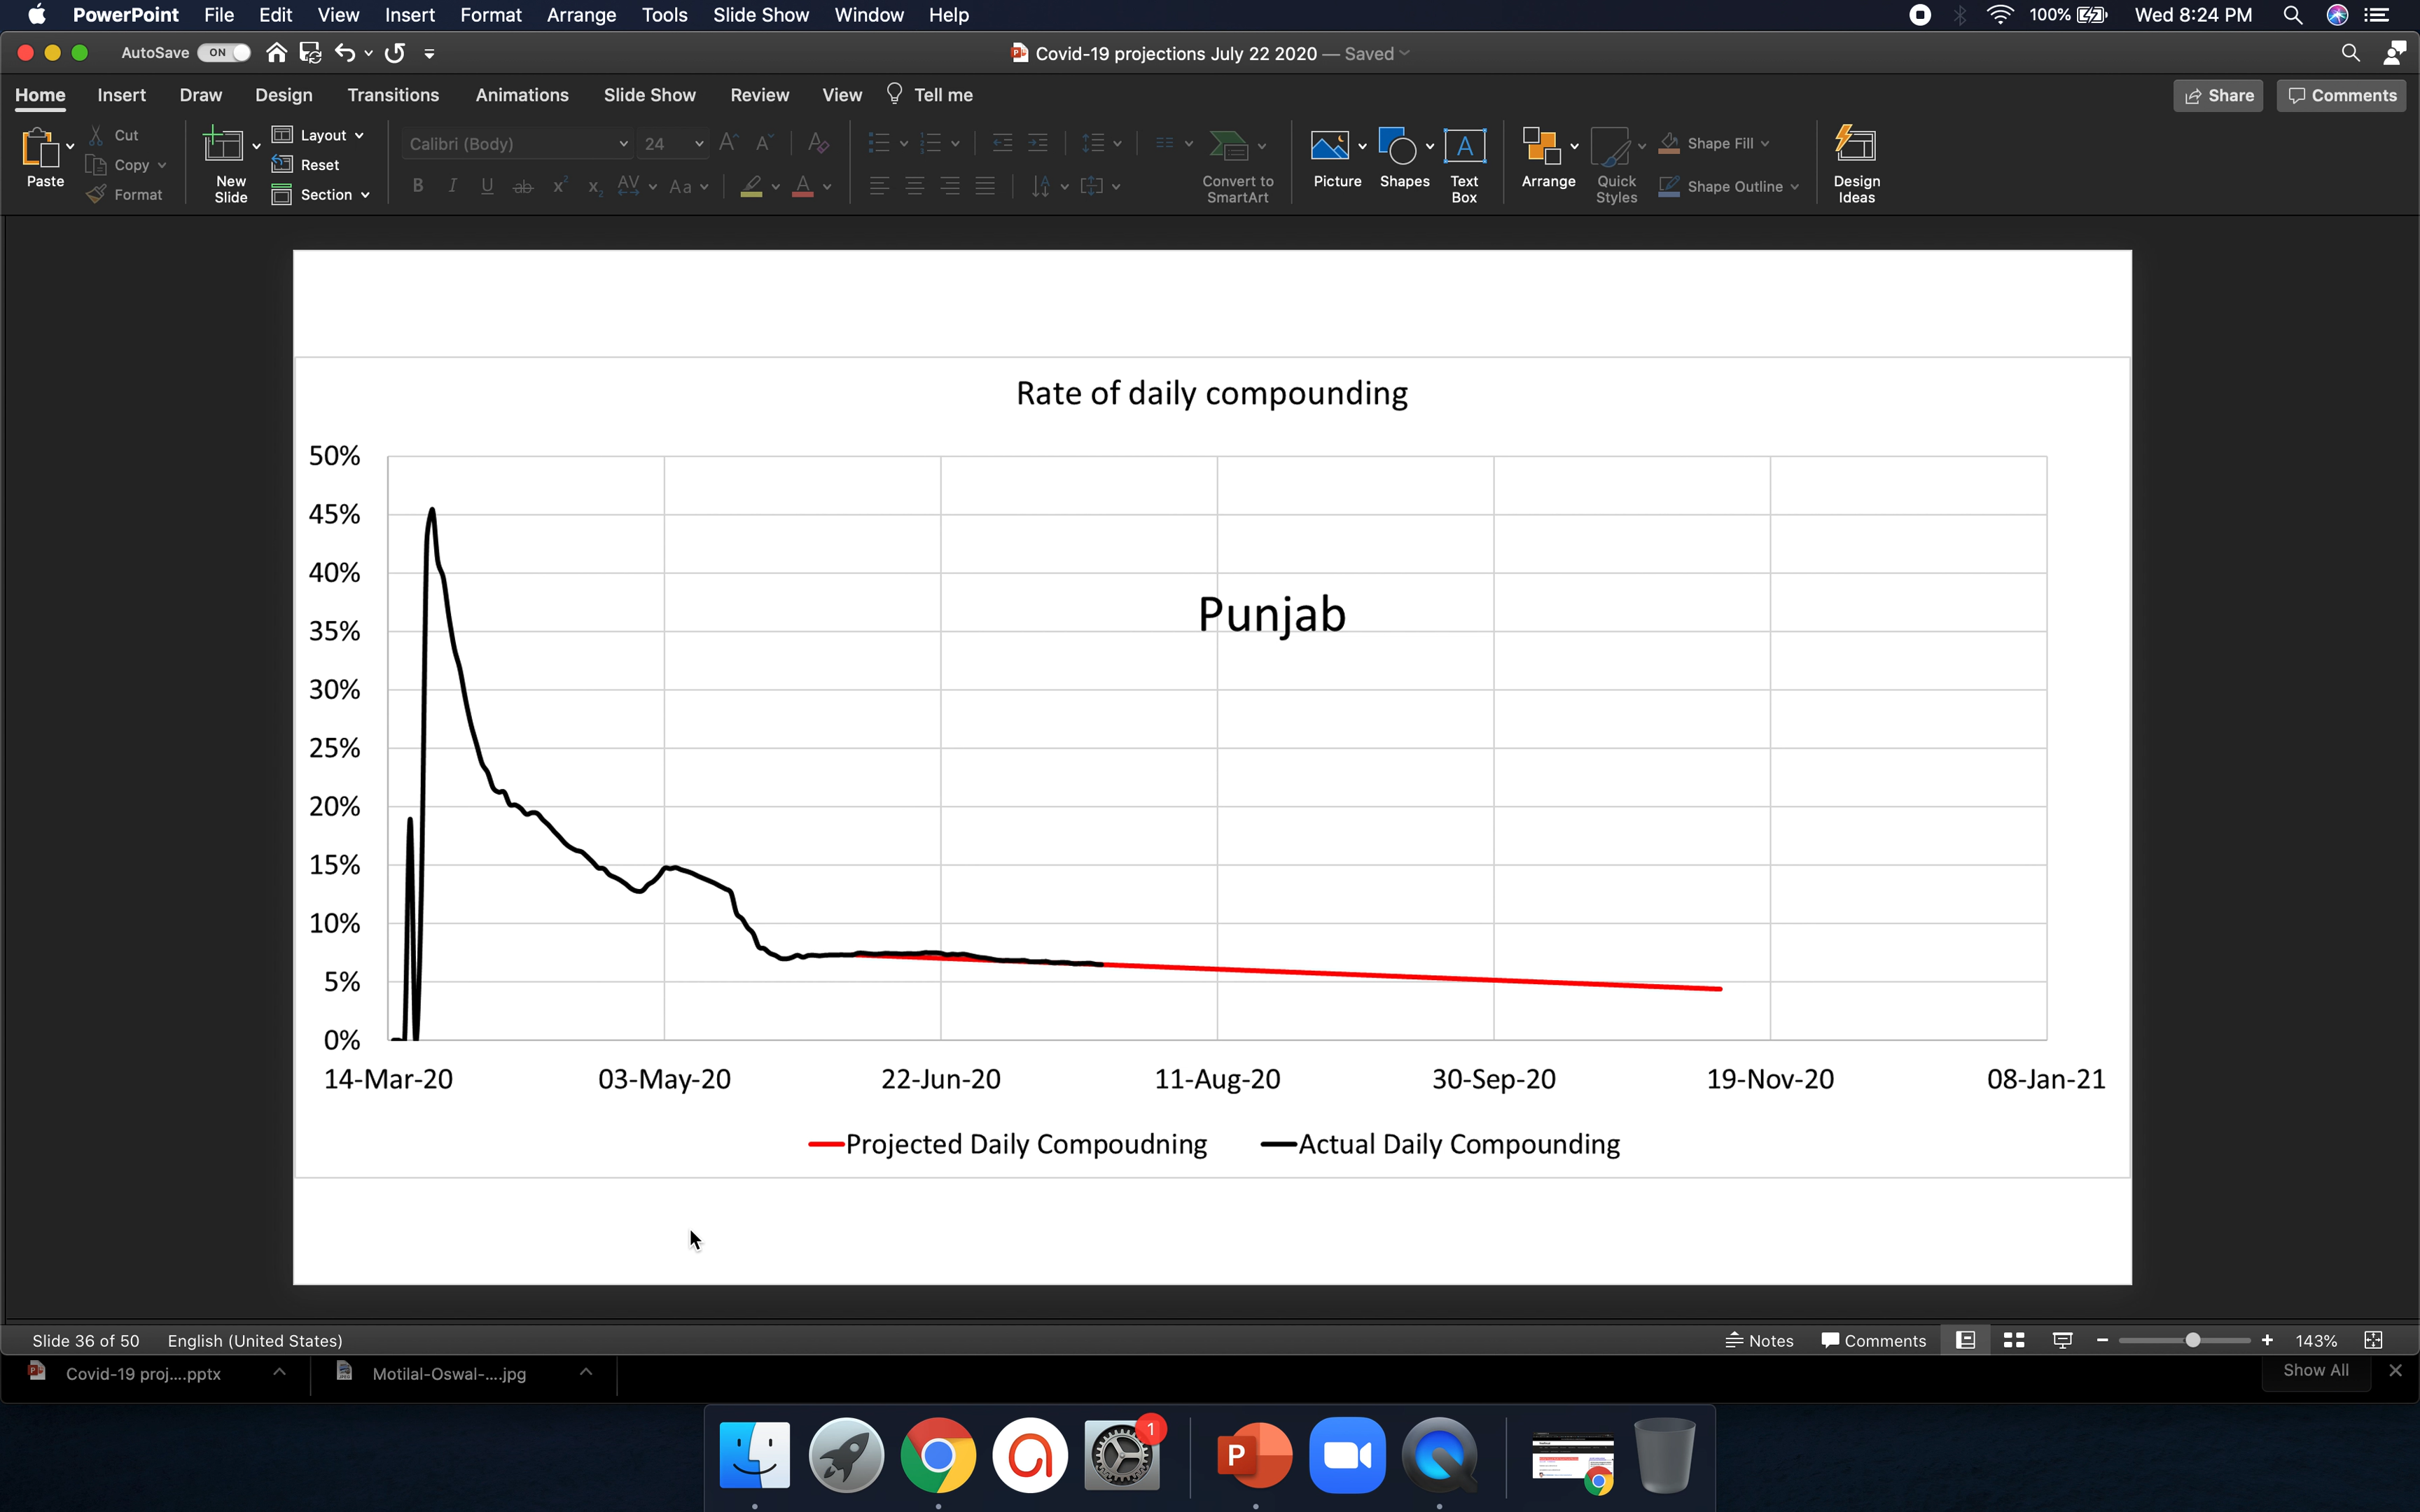 PowerPoint File Edit View Insert Format Arrange Tools Slide Show Window Help 100% Wed 8:24 PM
AutoSave ON Covid-19 projections July 22 2020 — Saved
Home Insert Draw Design Transitions Animations Slide Show Review View Tell me Share Comments
Paste Cut Copy Format
New Slide Layout Reset Section
Calibri (Body) 24
B I U ab x² x₂ AV Aa A
Convert to SmartArt
Picture Shapes Text Box
Arrange Quick Styles Shape Fill Shape Outline
Design Ideas
Rate of daily compounding
50%
45%
40%
Punjab
35%
30%
25%
20%
15%
10%
5%
0%
14-Mar-20 03-May-20 22-Jun-20 11-Aug-20 30-Sep-20 19-Nov-20 08-Jan-21
Projected Daily Compoudning Actual Daily Compounding
Slide 36 of 50 English (United States) Notes Comments 143%
Covid-19 proj....pptx Motilal-Oswal-....jpg Show All
1
P